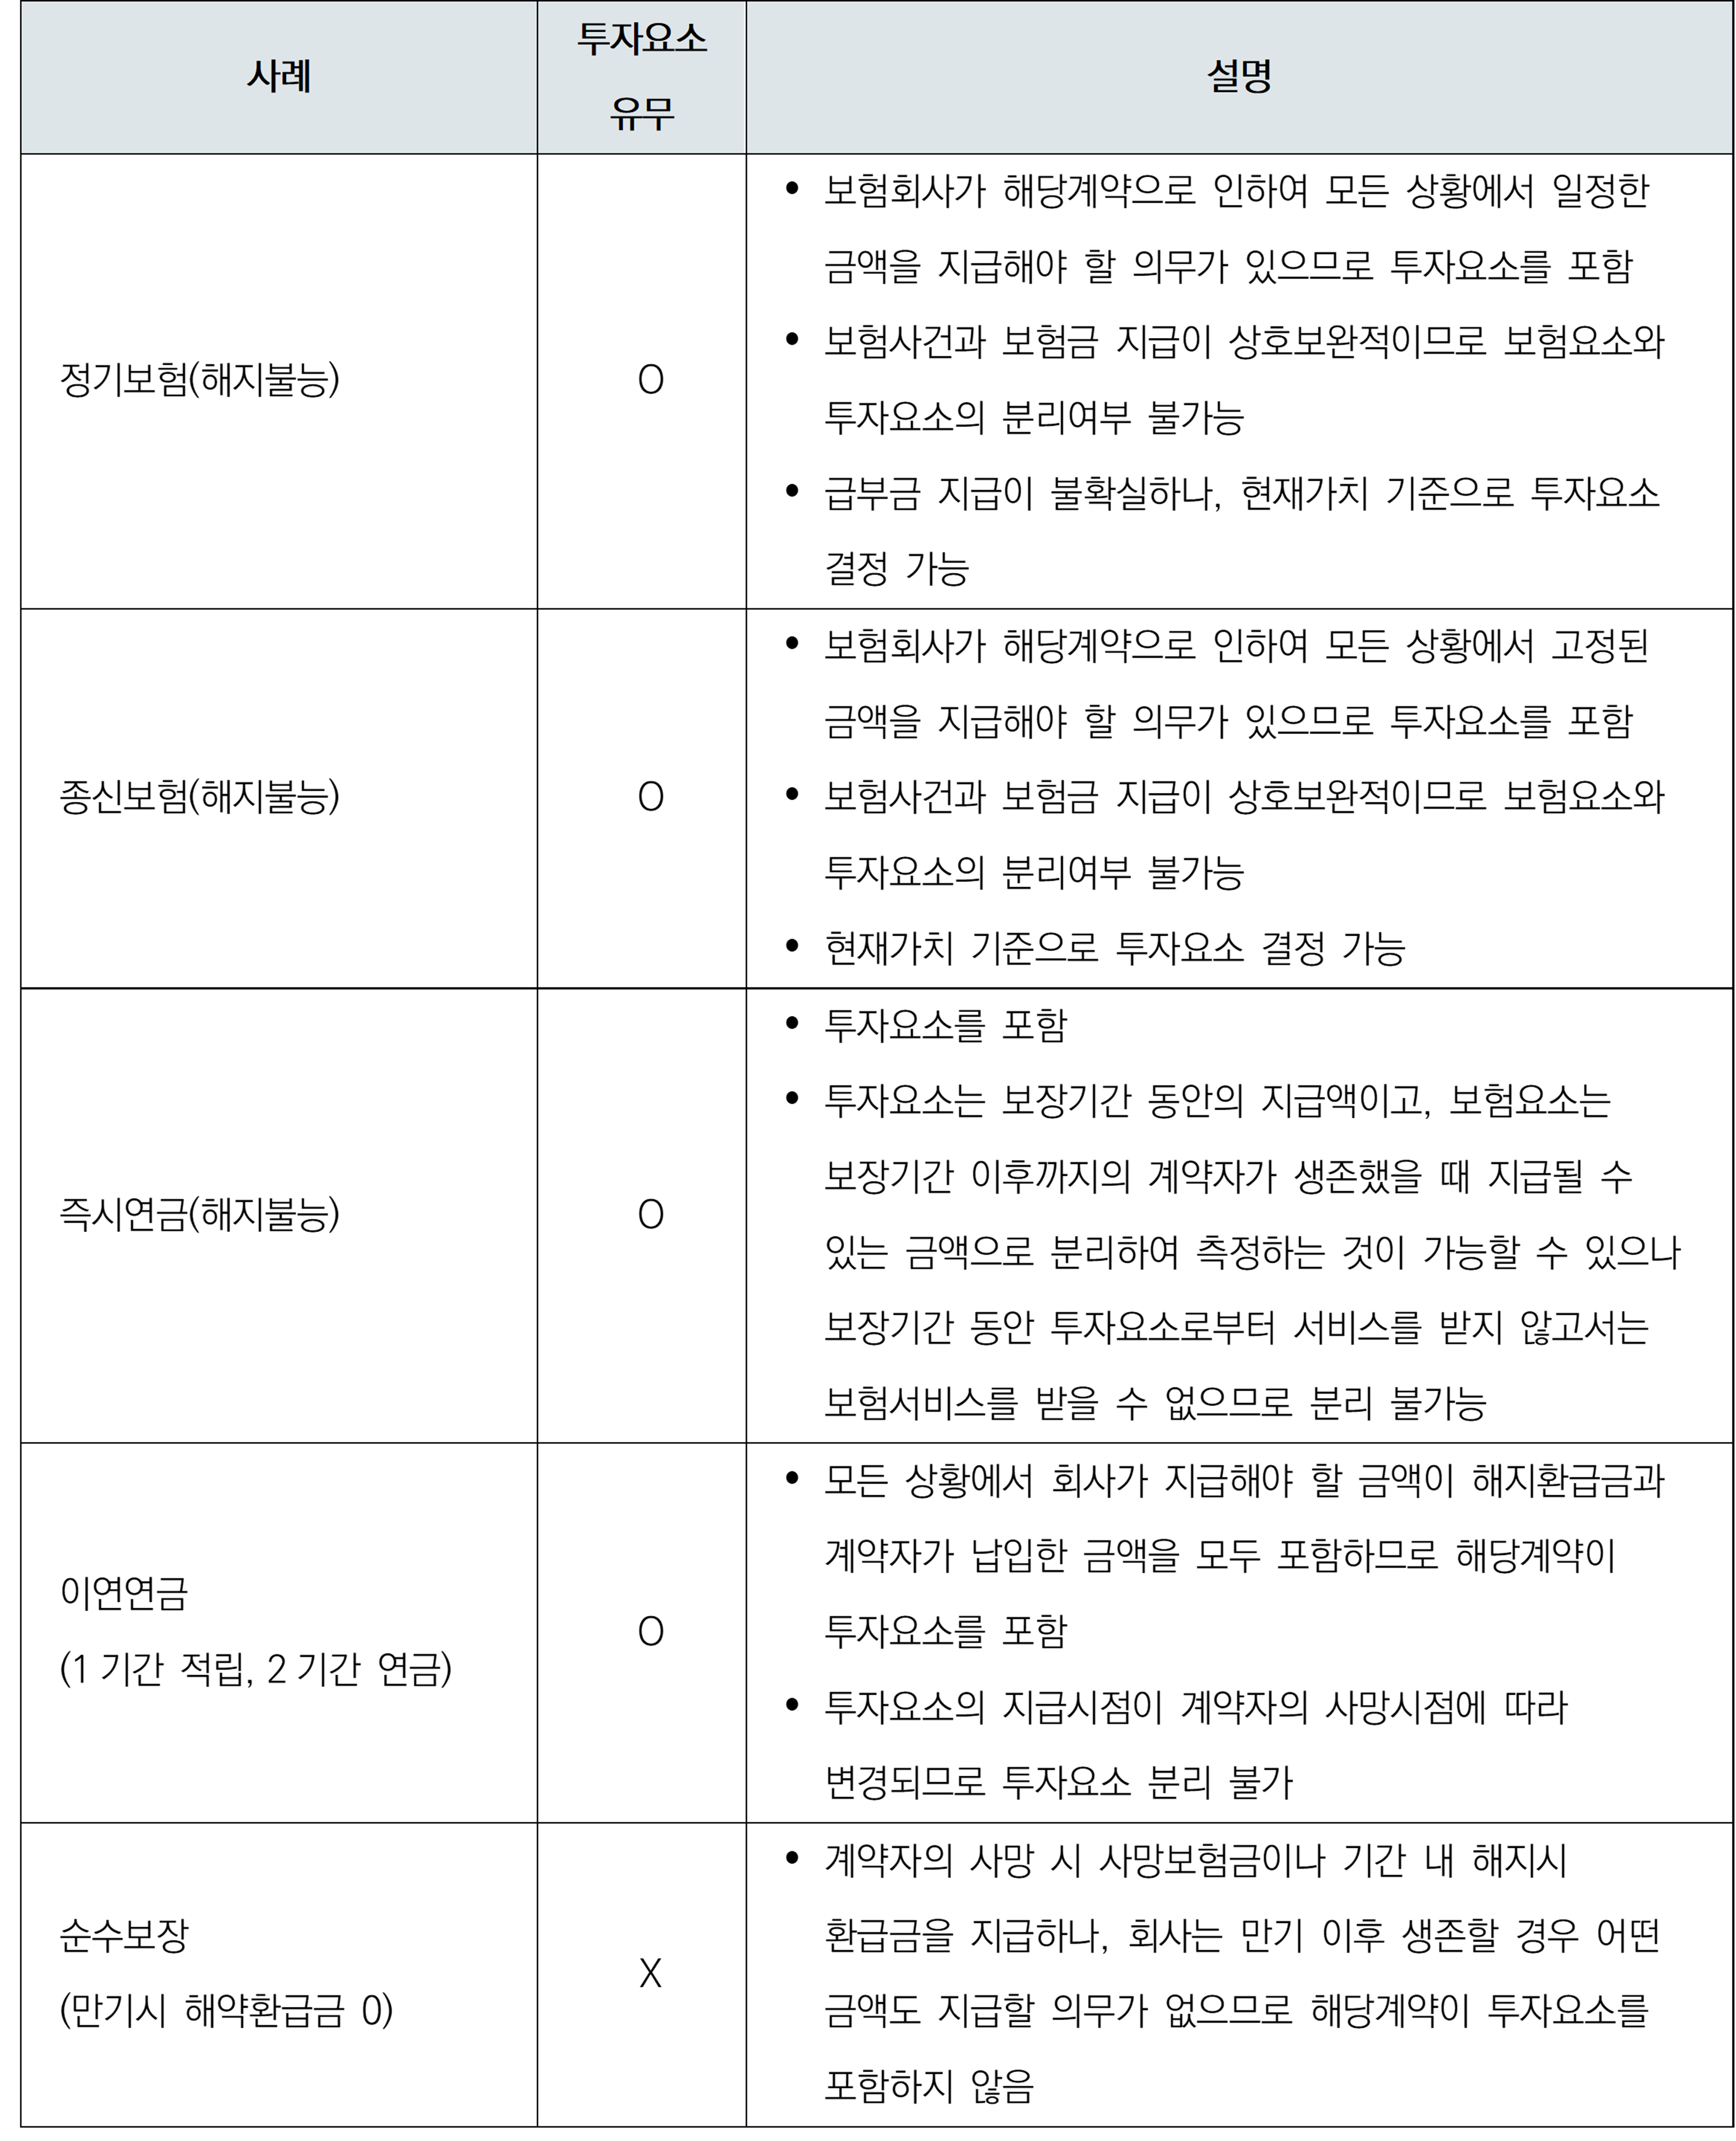 사례
투자요소
유무
설명
정기보험(해지불능)
O
• 보험회사가 해당계약으로 인하여 모든 상황에서 일정한
금액을 지급해야 할 의무가 있으므로 투자요소를 포함
• 보험사건과 보험금 지급이 상호보완적이므로 보험요소와
투자요소의 분리여부 불가능
• 급부금 지급이 불확실하나, 현재가치 기준으로 투자요소
결정 가능
종신보험(해지불능)
O
• 보험회사가 해당계약으로 인하여 모든 상황에서 고정된
금액을 지급해야 할 의무가 있으므로 투자요소를 포함
• 보험사건과 보험금 지급이 상호보완적이므로 보험요소와
투자요소의 분리여부 불가능
• 현재가치 기준으로 투자요소 결정 가능
즉시연금(해지불능)
O
• 투자요소를 포함
• 투자요소는 보장기간 동안의 지급액이고, 보험요소는
보장기간 이후까지의 계약자가 생존했을 때 지급될 수
있는 금액으로 분리하여 측정하는 것이 가능할 수 있으나
보장기간 동안 투자요소로부터 서비스를 받지 않고서는
보험서비스를 받을 수 없으므로 분리 불가능
이연연금
(1 기간 적립, 2 기간 연금)
O
• 모든 상황에서 회사가 지급해야 할 금액이 해지환급금과
계약자가 납입한 금액을 모두 포함하므로 해당계약이
투자요소를 포함
• 투자요소의 지급시점이 계약자의 사망시점에 따라
변경되므로 투자요소 분리 불가
순수보장
(만기시 해약환급금 0)
X
• 계약자의 사망 시 사망보험금이나 기간 내 해지시
환급금을 지급하나, 회사는 만기 이후 생존할 경우 어떤
금액도 지급할 의무가 없으므로 해당계약이 투자요소를
포함하지 않음